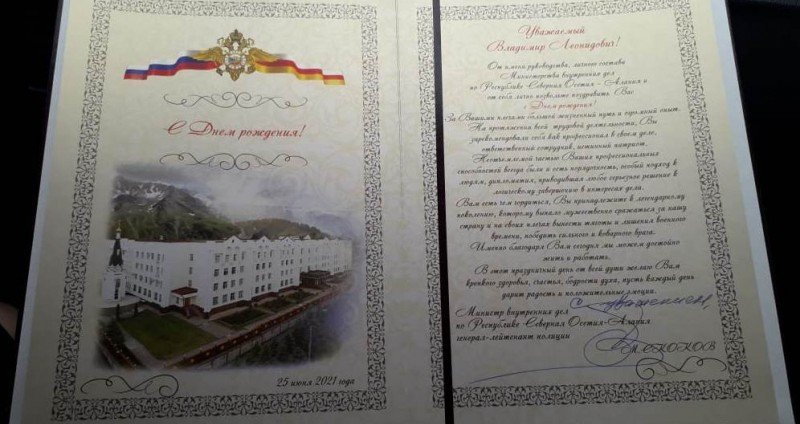 С Днем рождения!
25 июня 2021 года
Уважаемый
Владимир Леонидович!
От имени руководства, личного состава
Министерства внутренних дел
по Республике Северная Осетия - Алания и
от себя лично позвольте поздравить Вас
с Днем рождения!
За Вашими плечами большой жизненный путь и огромный опыт.
На протяжении всей трудовой деятельности, Вы
зарекомендовали себя как профессионал в своем деле,
ответственный сотрудник, истинный патриот.
Неотъемлемой частью Ваших профессиональных
способностей всегда были и есть порядочность, особый подход к
людям, дипломатия, приводившая любое серьезное решение к
логическому завершению в интересах дела.
Вам есть чем гордиться, Вы принадлежите к легендарному
поколению, которому выпало мужественно сражаться за нашу
страну и на своих плечах вынести тяготы и лишения военного
времени, победить сильного и коварного врага.
Именно благодаря Вам сегодня мы можем достойно
жить и работать.
В этот праздничный день от всей души желаю Вам
крепкого здоровья, счастья, бодрости духа, пусть каждый день
дарит радость и положительные эмоции.
С уважением,
Министр внутренних дел
по Республике Северная Осетия-Алания
генерал-лейтенант полиции